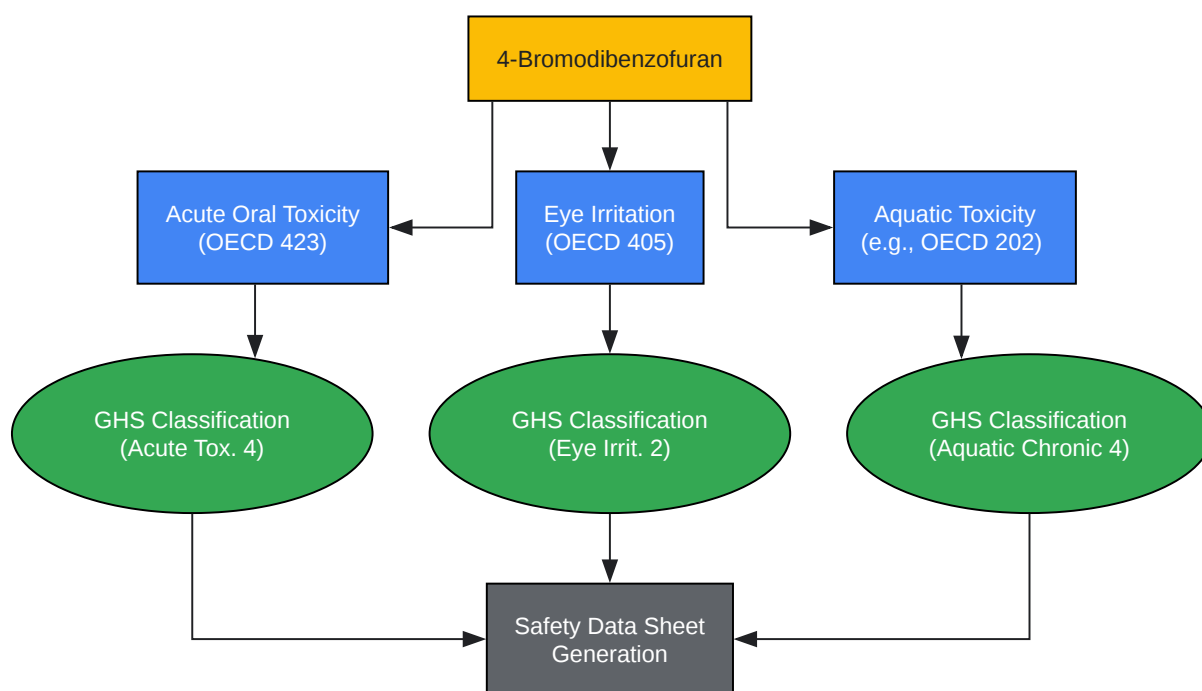 4-Bromodibenzofuran
Acute Oral Toxicity
(OECD 423)
Eye Irritation
(OECD 405)
Aquatic Toxicity
(e.g., OECD 202)
GHS Classification
(Acute Tox. 4)
GHS Classification
(Eye Irrit. 2)
GHS Classification
(Aquatic Chronic 4)
Safety Data Sheet
Generation